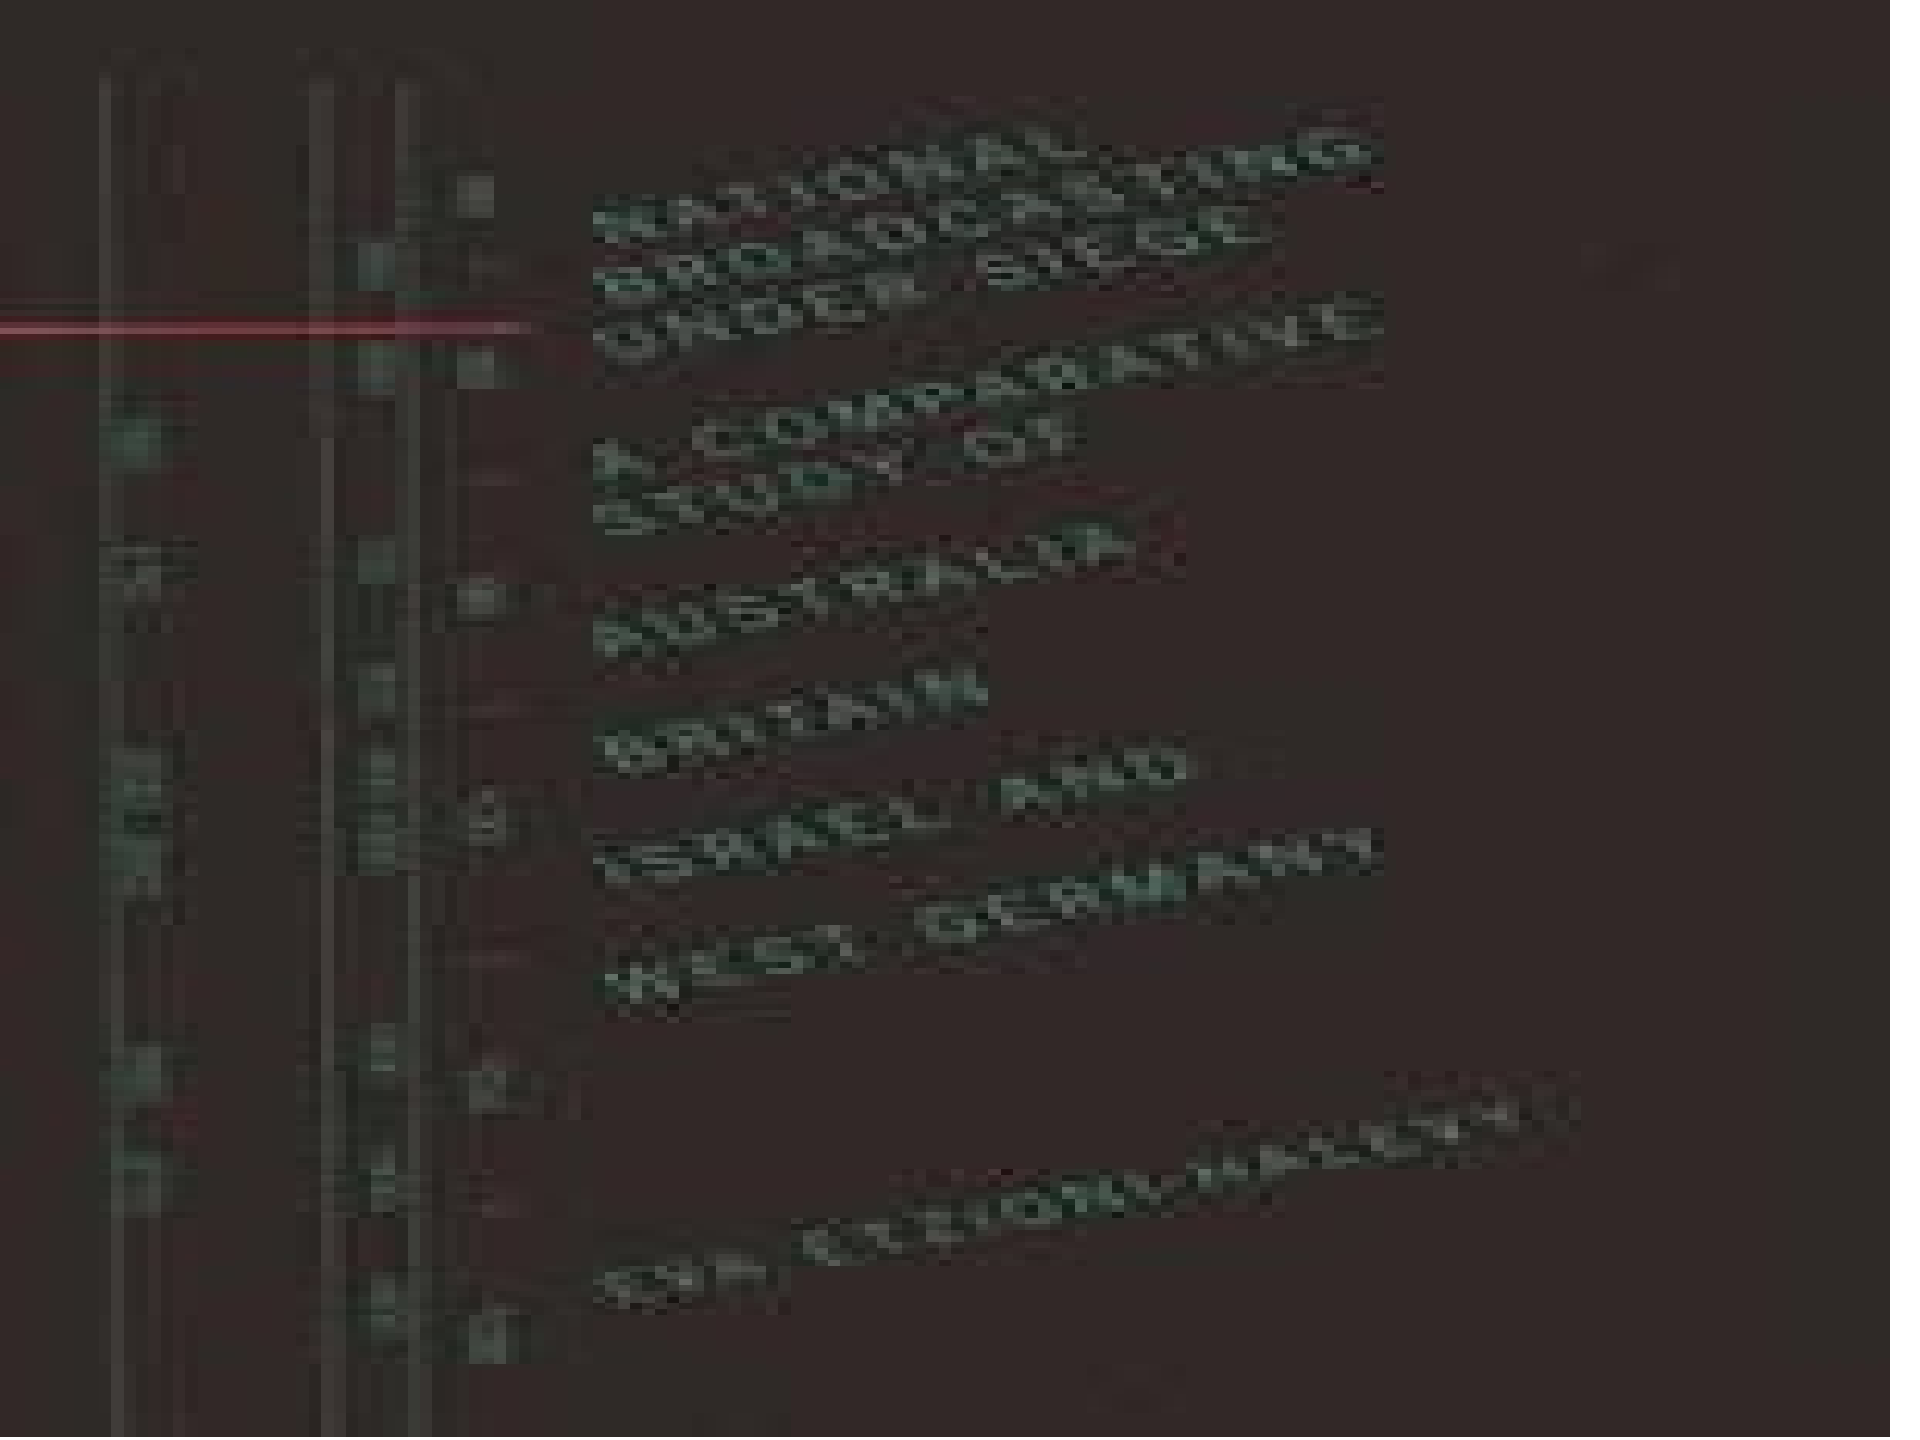 NATIONAL
BROADCASTING
UNDER SIEGE
A COMPARATIVE
STUDY OF
AUSTRALIA
BRITAIN
ISRAEL AND
WEST GERMANY
EVA ETZIONI-HALEVY